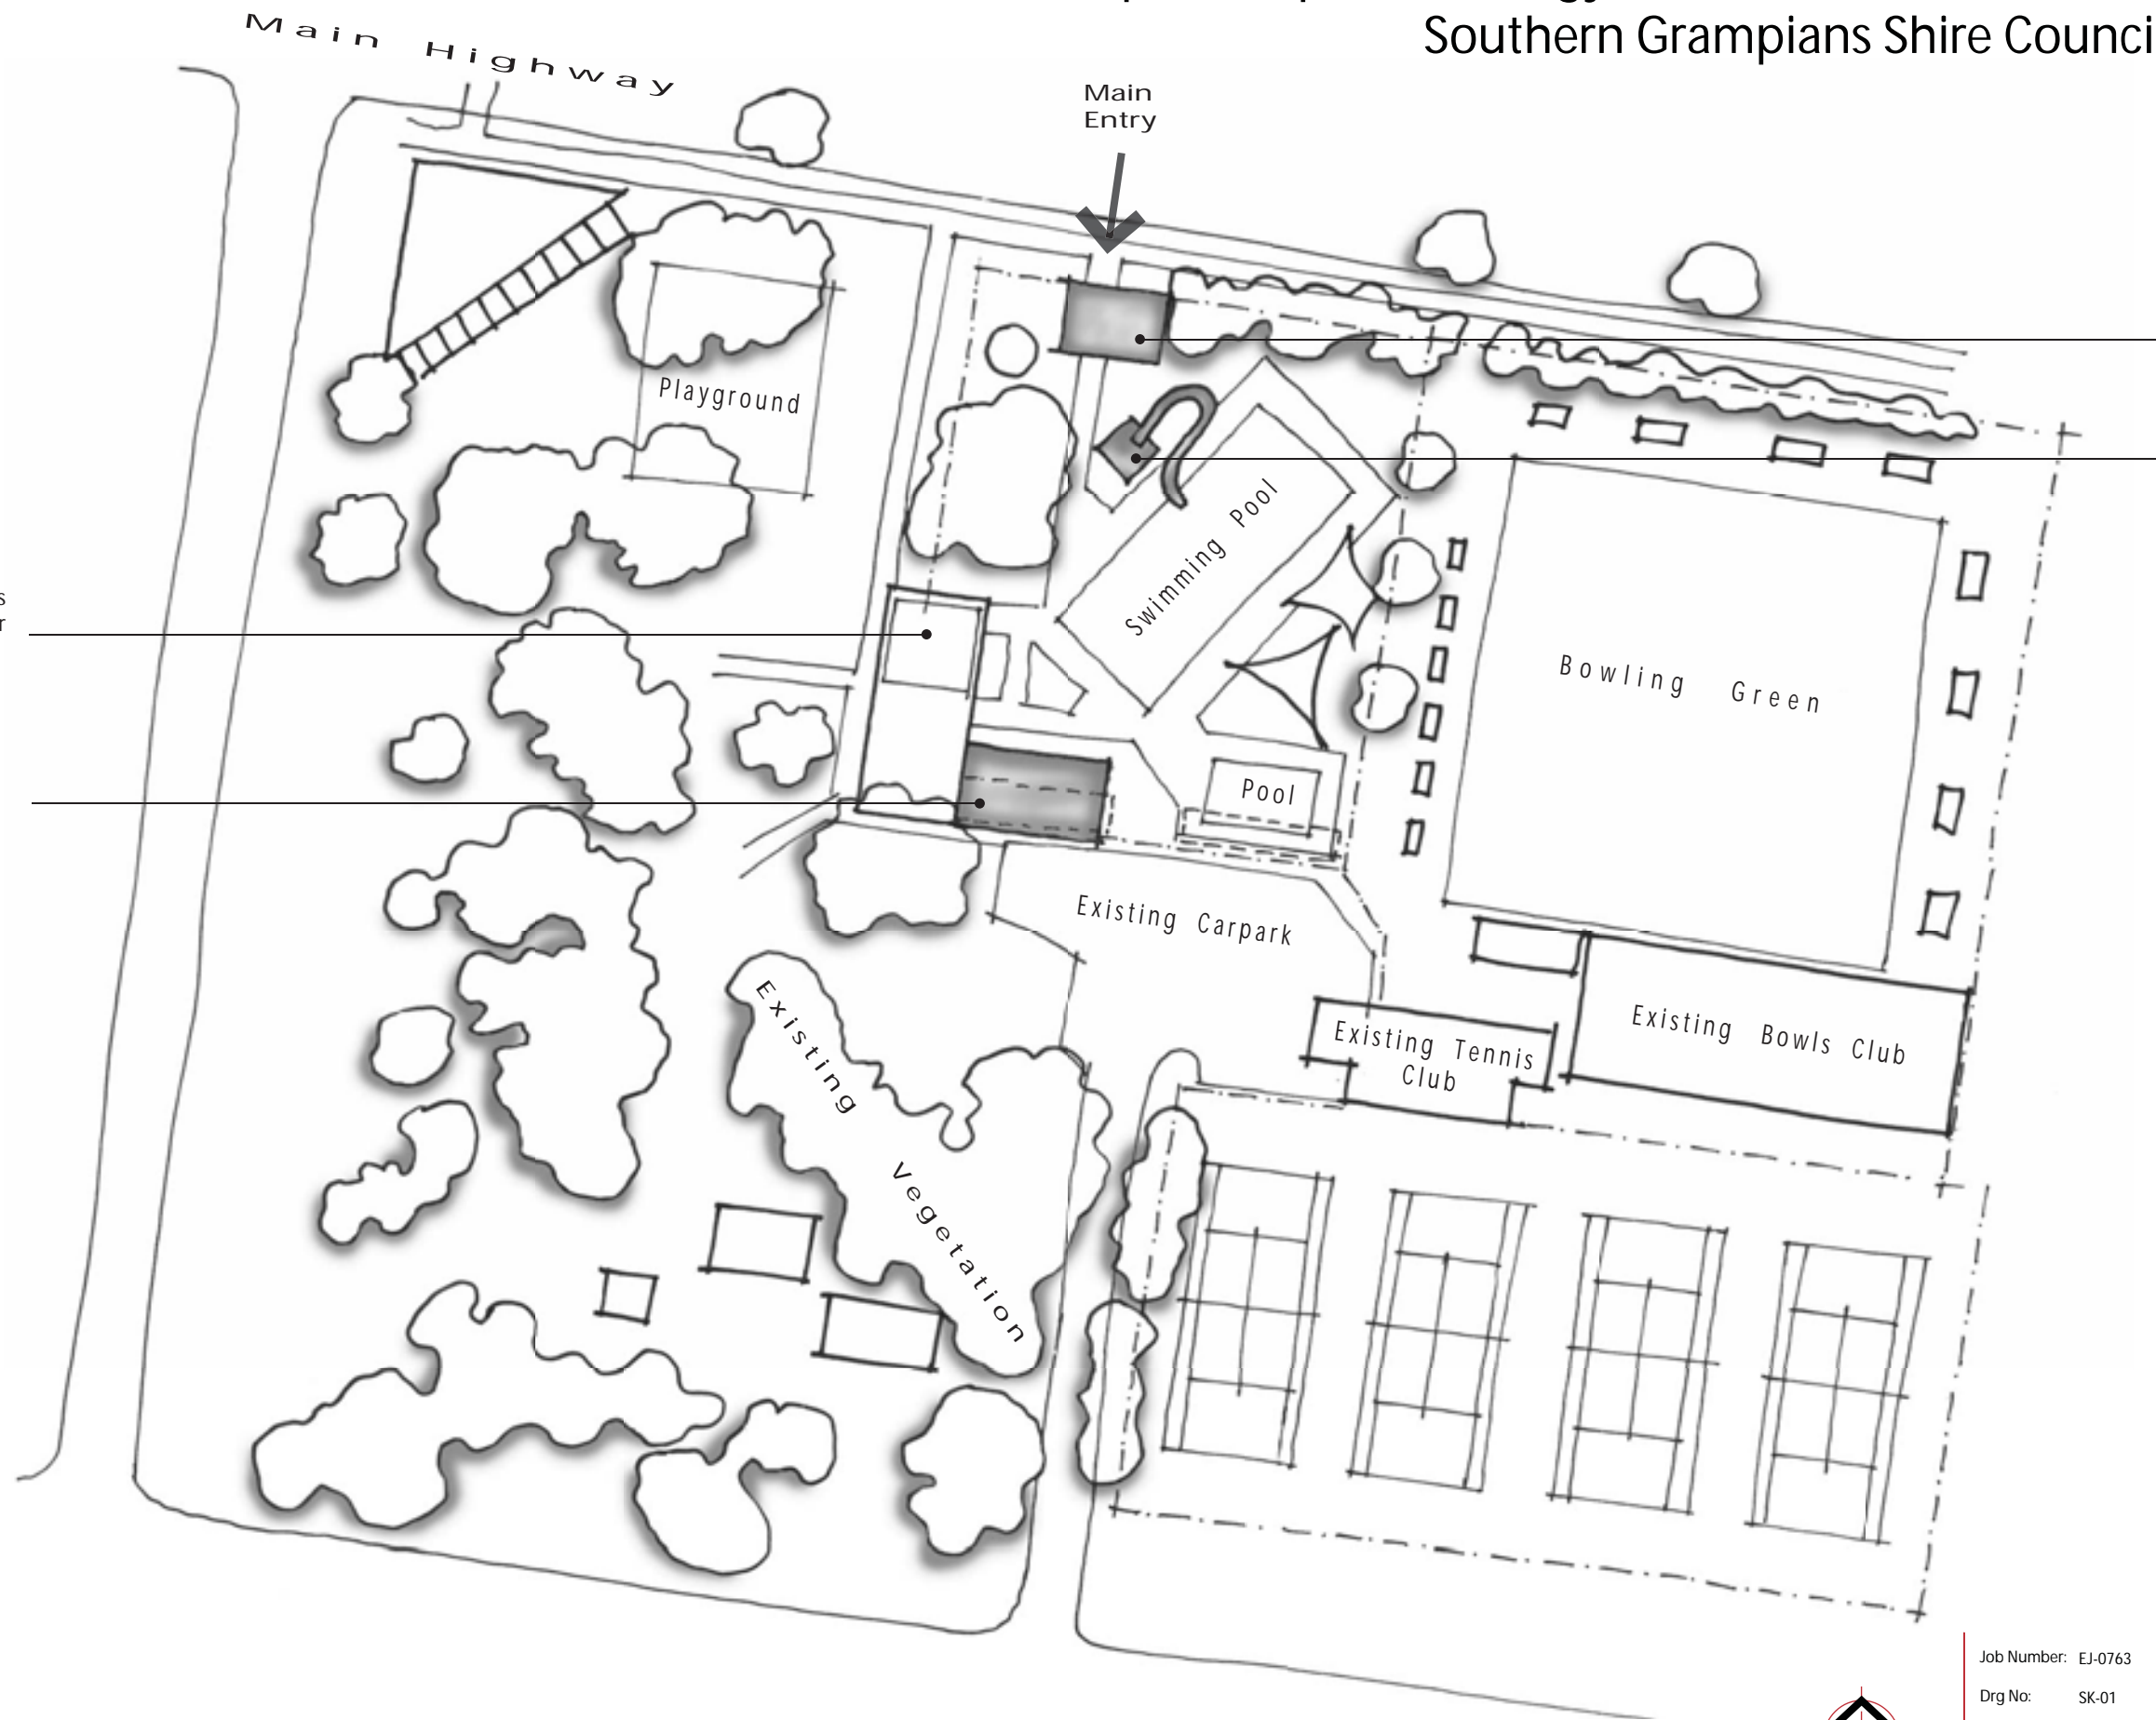 Southern Grampians Shire Counci
Main Highway
Main
Entry
Playground
Swimming Pool
Bowling Green
s
r
Pool
Existing Carpark
Existing Tennis
Club
Existing Bowls Club
Existing
Vegetation
Job Number: EJ-0763
Drg No: SK-01